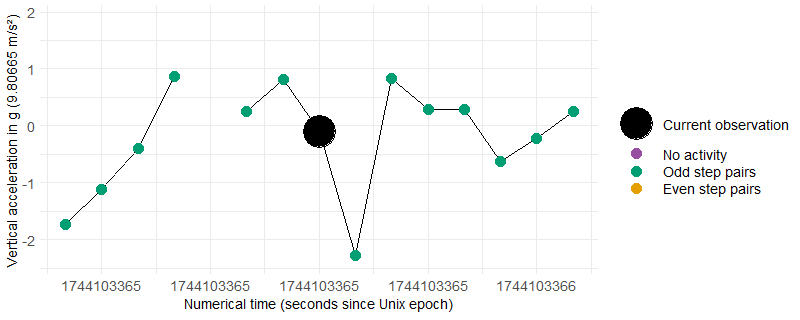 Vertical acceleration in g (9.80665 m/s²)
2
1
0
-1
-2
1744103365
1744103365
1744103365
1744103365
1744103366
Numerical time (seconds since Unix epoch)
Current observation
No activity
Odd step pairs
Even step pairs